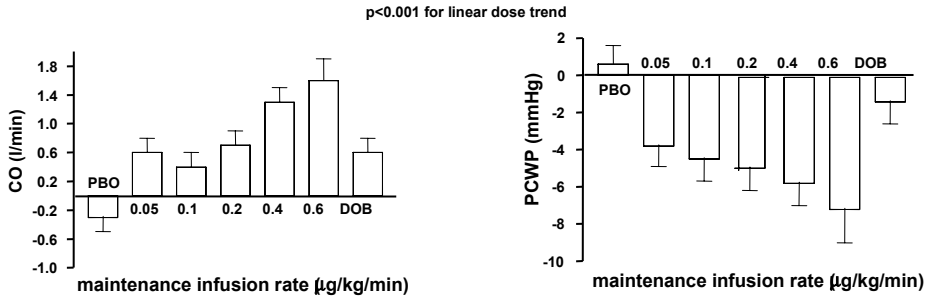 p<0.001 for linear dose trend
CO (l/min)
1.8
1.4
1.0
0.6
0.2
-0.2
-0.6
-1.0
PBO
0.05 0.1 0.2 0.4 0.6 DOB
maintenance infusion rate (μg/kg/min)
PCWP (mmHg)
2
0
-2
-4
-6
-8
-10
0.05 0.1 0.2 0.4 0.6 DOB
PBO
maintenance infusion rate (μg/kg/min)